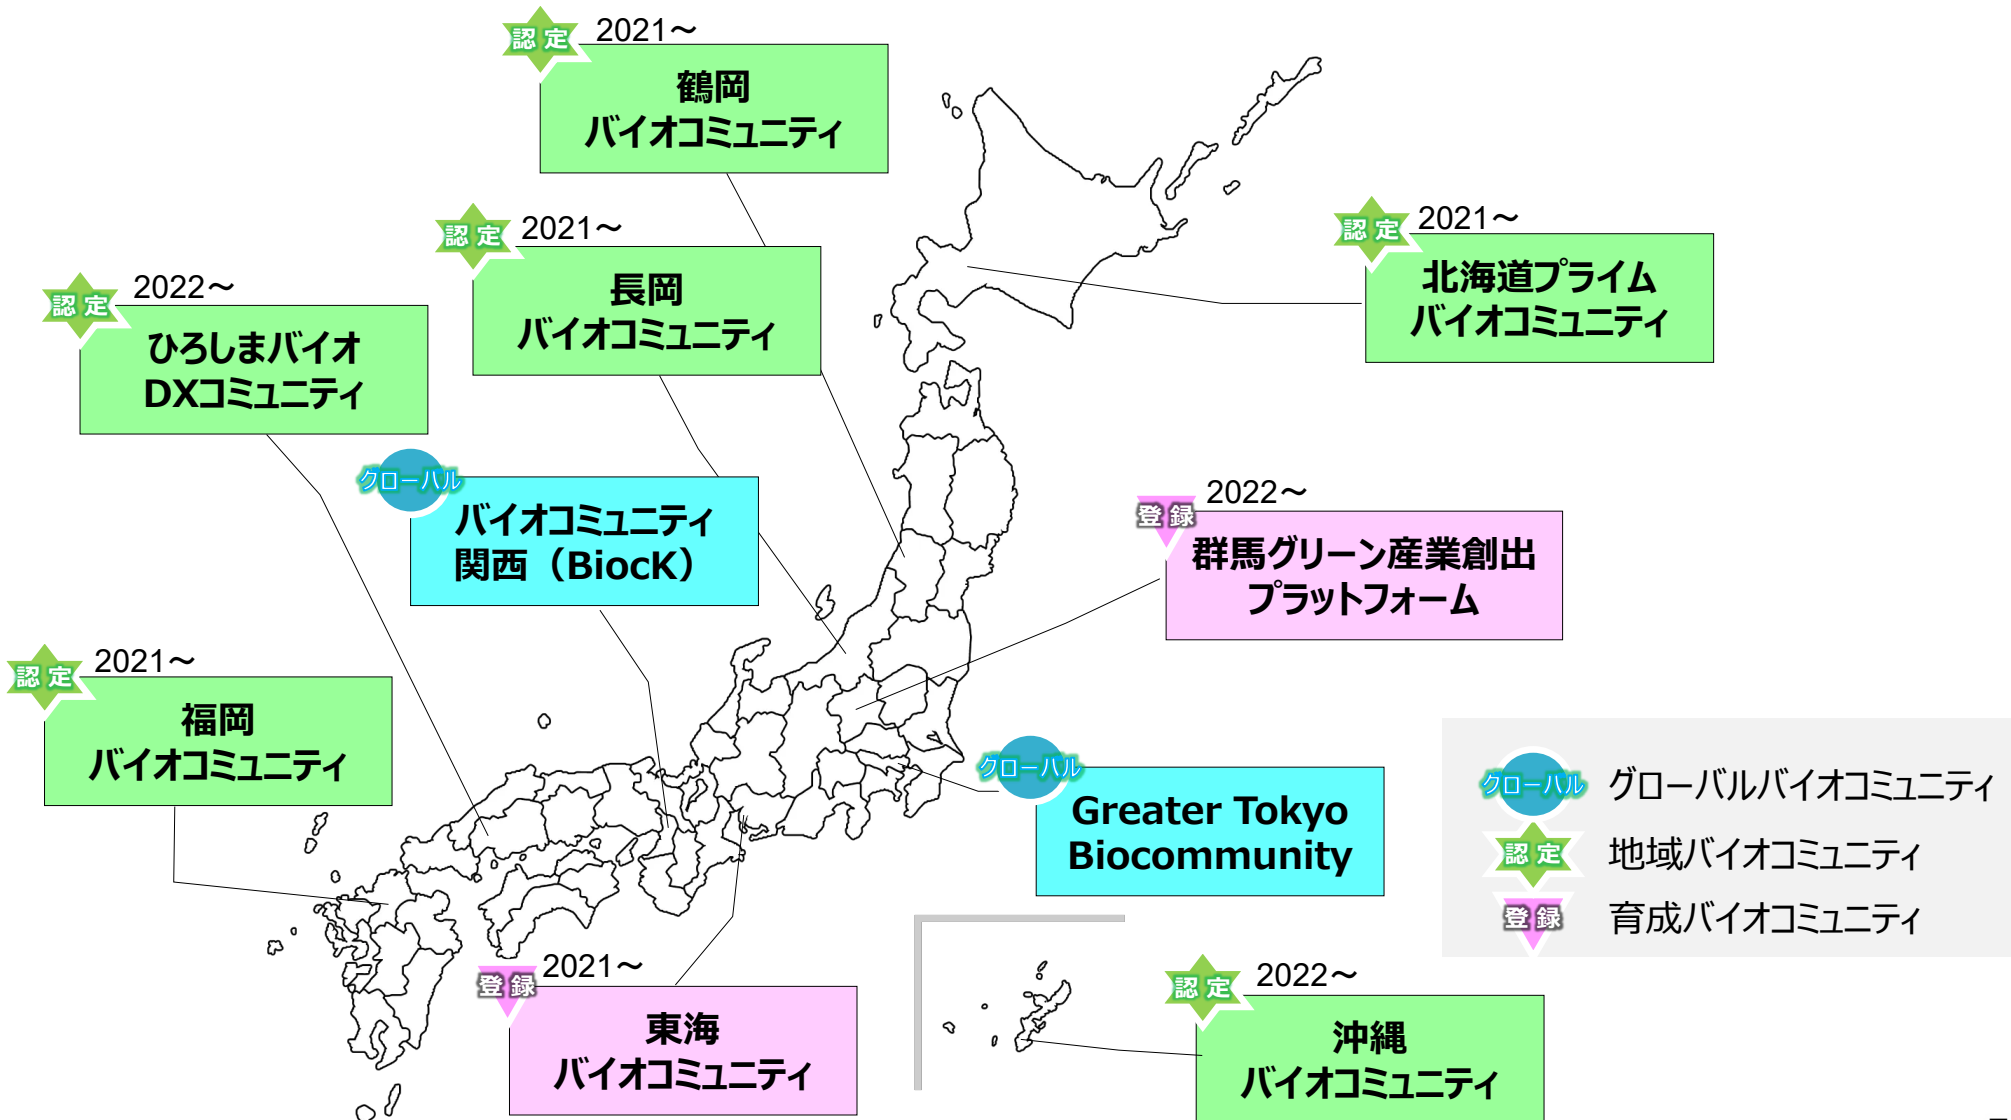 認定 2021～
鶴岡
バイオコミュニティ
認定 2021～
長岡
バイオコミュニティ
認定 2021～
北海道プライム
バイオコミュニティ
認定 2022～
ひろしまバイオ
DXコミュニティ
グローバル
バイオコミュニティ
関西（BiocK）
登録 2022～
群馬グリーン産業創出
プラットフォーム
認定 2021～
福岡
バイオコミュニティ
グローバル
Greater Tokyo
Biocommunity
グローバル グローバルバイオコミュニティ
認定 地域バイオコミュニティ
登録 育成バイオコミュニティ
登録 2021～
東海
バイオコミュニティ
認定 2022～
沖縄
バイオコミュニティ